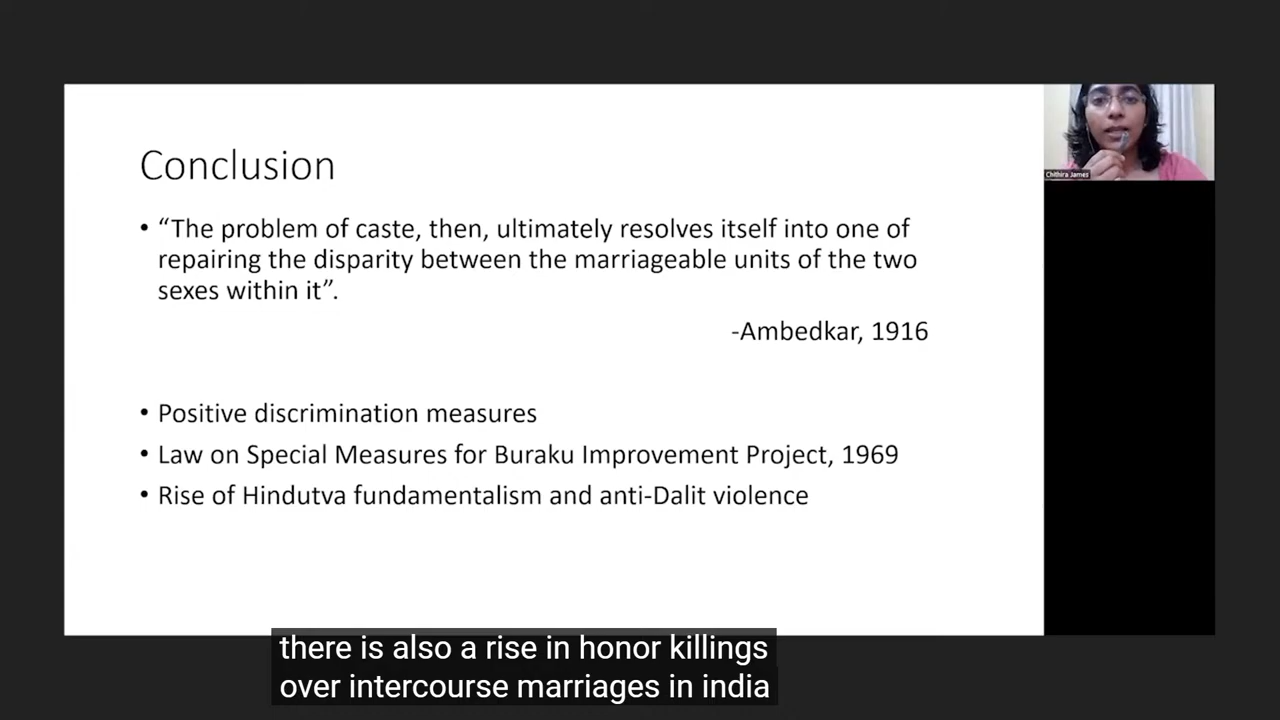 Conclusion
• “The problem of caste, then, ultimately resolves itself into one of
repairing the disparity between the marriageable units of the two
sexes within it”.
-Ambedkar, 1916
• Positive discrimination measures
• Law on Special Measures for Buraku Improvement Project, 1969
• Rise of Hindutva fundamentalism and anti-Dalit violence
Chithira James
there is also a rise in honor killings
over intercourse marriages in india